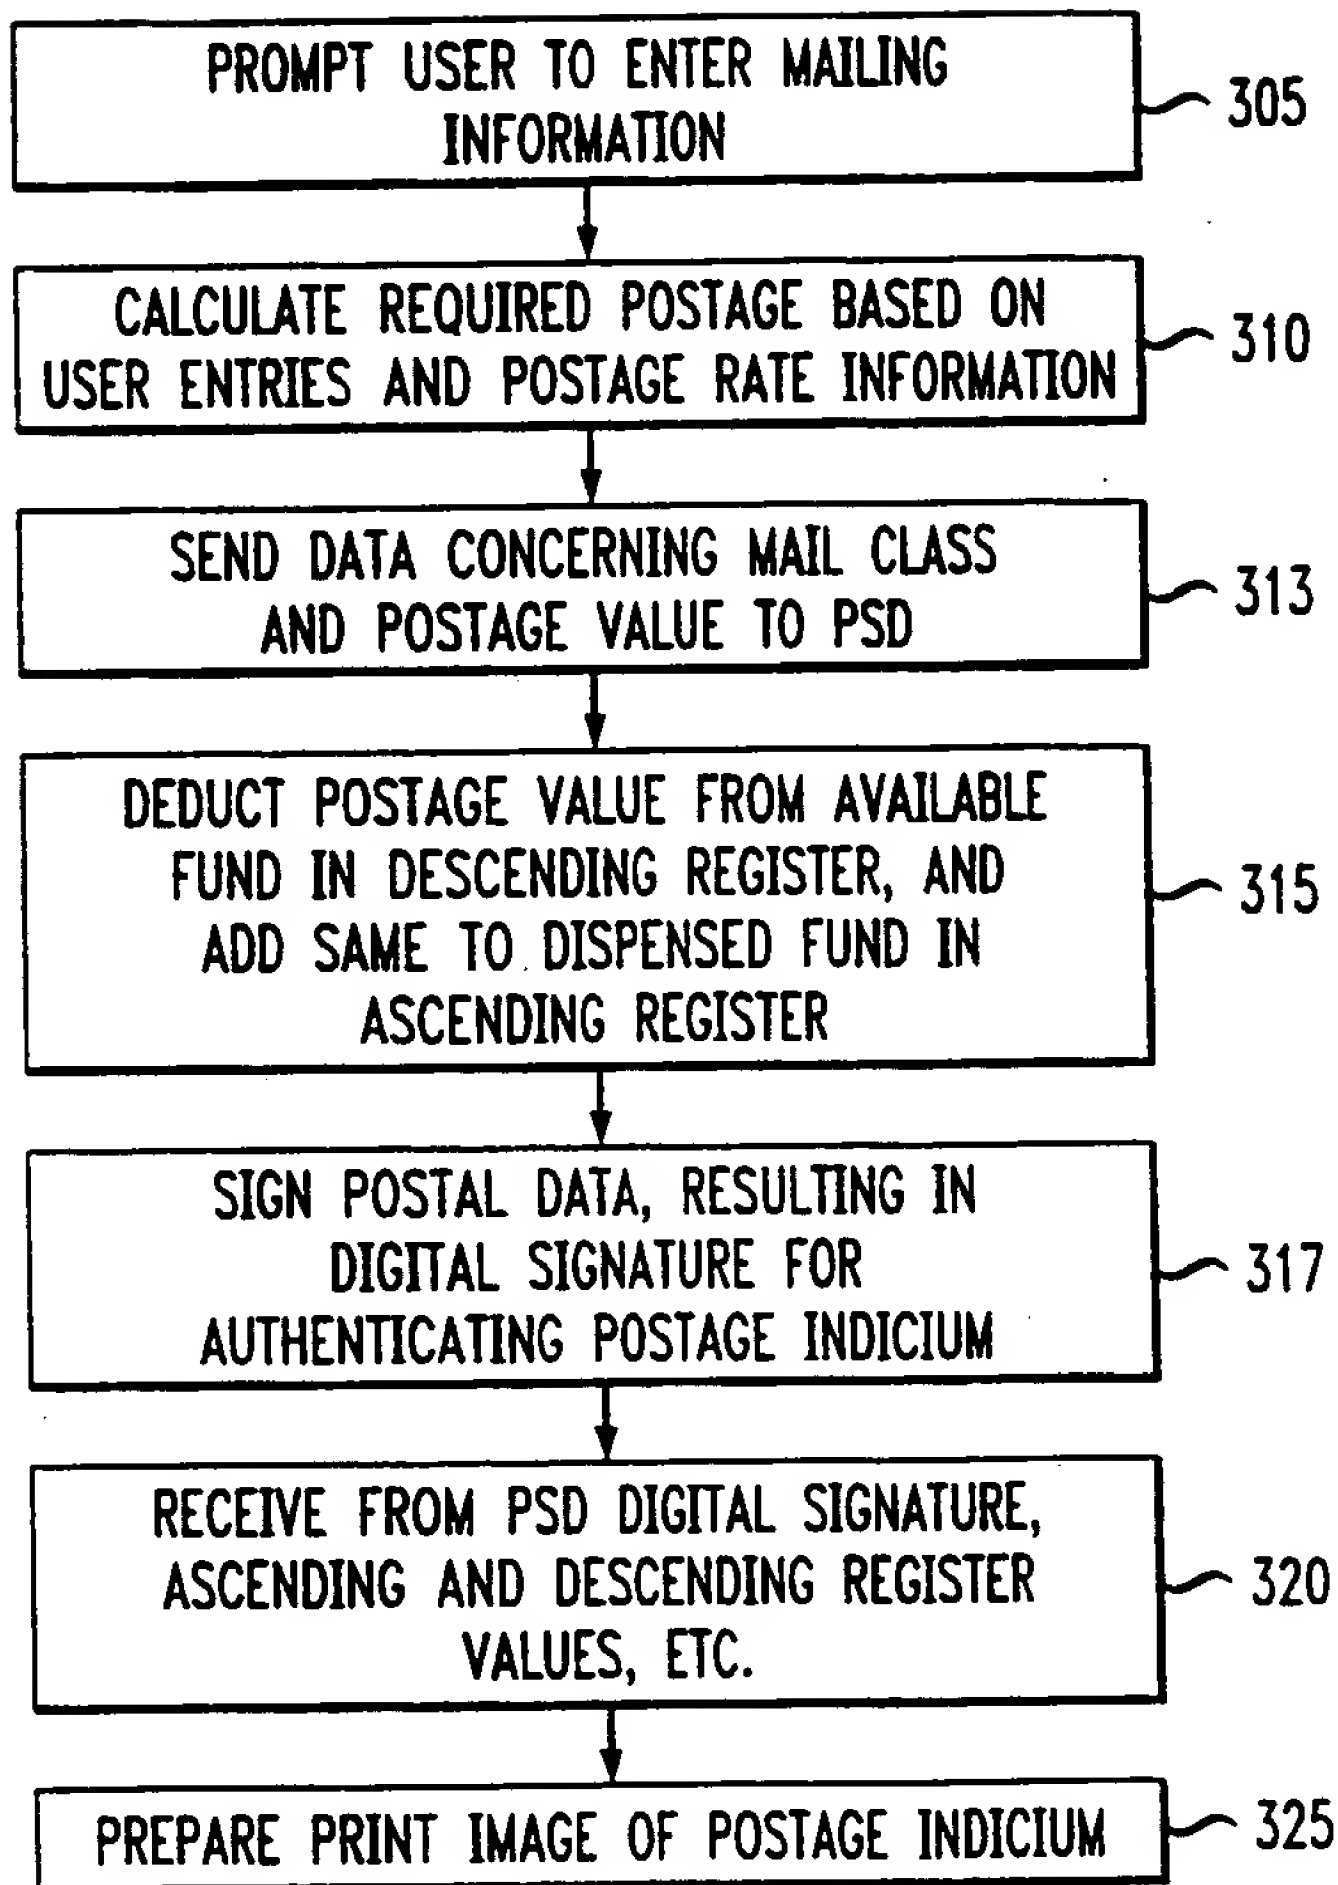 PROMPT USER TO ENTER MAILING
INFORMATION
305
CALCULATE REQUIRED POSTAGE BASED ON
USER ENTRIES AND POSTAGE RATE INFORMATION
310
SEND DATA CONCERNING MAIL CLASS
AND POSTAGE VALUE TO PSD
313
DEDUCT POSTAGE VALUE FROM AVAILABLE
FUND IN DESCENDING REGISTER, AND
ADD SAME TO DISPENSED FUND IN
ASCENDING REGISTER
315
SIGN POSTAL DATA, RESULTING IN
DIGITAL SIGNATURE FOR
AUTHENTICATING POSTAGE INDICIUM
317
RECEIVE FROM PSD DIGITAL SIGNATURE,
ASCENDING AND DESCENDING REGISTER
VALUES, ETC.
320
PREPARE PRINT IMAGE OF POSTAGE INDICIUM
325